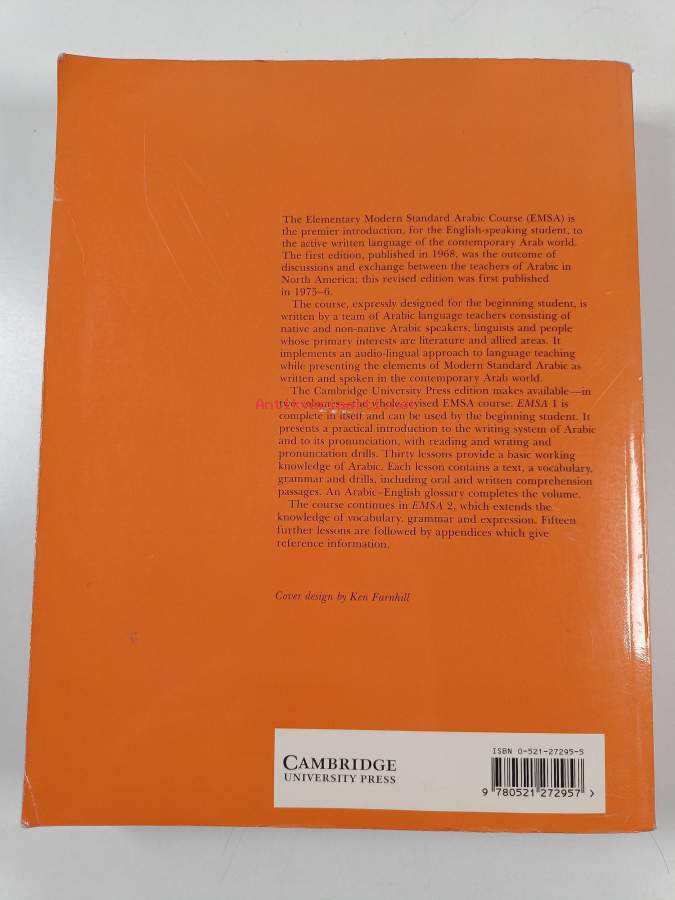 The Elementary Modern Standard Arabic Course (EMSA) is
the premier introduction, for the English-speaking student, to
the active written language of the contemporary Arab world.
The first edition, published in 1968, was the outcome of
discussions and exchange between the teachers of Arabic in
North America; this revised edition was first published
in 1975–6.
The course, expressly designed for the beginning student, is
written by a team of Arabic language teachers consisting of
native and non-native Arabic speakers, linguists and people
whose primary interests are literature and allied areas. It
implements an audio-lingual approach to language teaching
while presenting the elements of Modern Standard Arabic as
written and spoken in the contemporary Arab world.
The Cambridge University Press edition makes available—in
two volumes—the whole revised EMSA course. EMSA 1 is
complete in itself and can be used by the beginning student. It
presents a practical introduction to the writing system of Arabic
and to its pronunciation, with reading and writing and
pronunciation drills. Thirty lessons provide a basic working
knowledge of Arabic. Each lesson contains a text, a vocabulary,
grammar and drills, including oral and written comprehension
passages. An Arabic–English glossary completes the volume.
The course continues in EMSA 2, which extends the
knowledge of vocabulary, grammar and expression. Fifteen
further lessons are followed by appendices which give
reference information.
Cover design by Ken Farnhill
CAMBRIDGE
UNIVERSITY PRESS
ISBN 0-521-27295-5
9 780521 272957 >